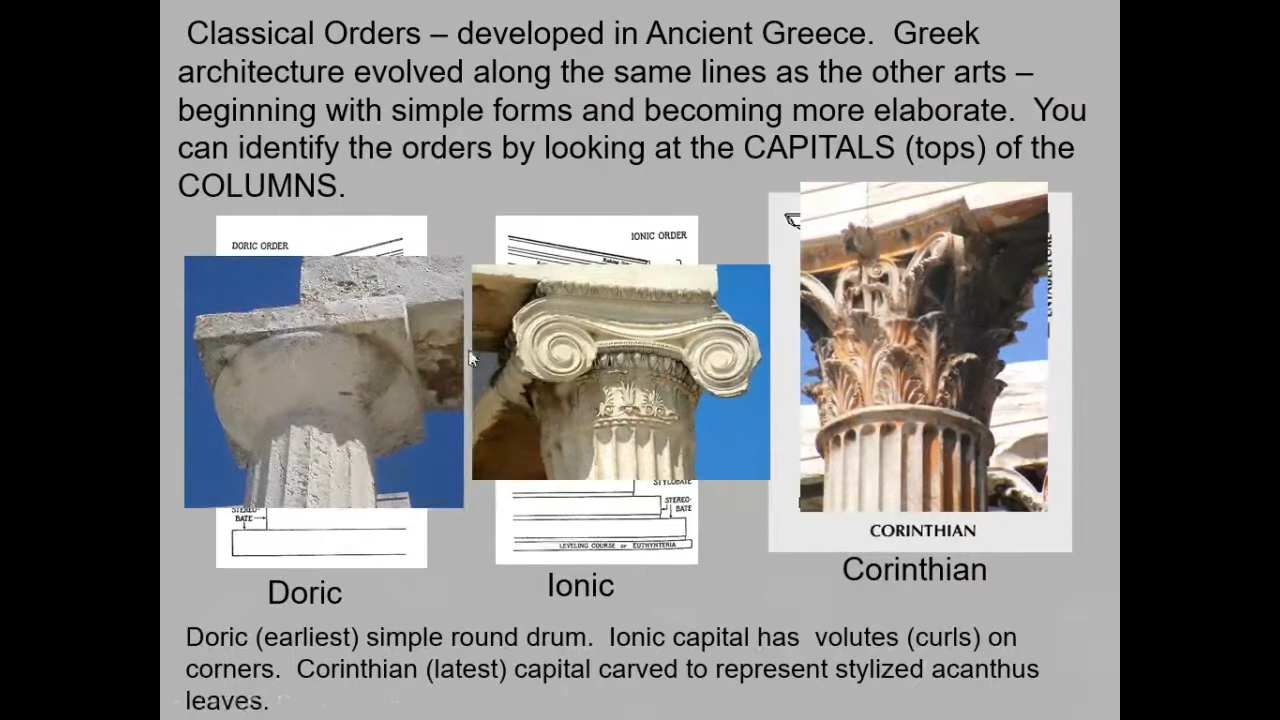 Classical Orders – developed in Ancient Greece. Greek
architecture evolved along the same lines as the other arts –
beginning with simple forms and becoming more elaborate. You
can identify the orders by looking at the CAPITALS (tops) of the
COLUMNS.
DORIC ORDER
STEREO-
BATE
IONIC ORDER
STYLOBATE
STEREO-
BATE
LEVELING COURSE OR EUTHYNTERIA
ENTABLATURE
CORINTHIAN
Doric
Ionic
Corinthian
Doric (earliest) simple round drum. Ionic capital has volutes (curls) on
corners. Corinthian (latest) capital carved to represent stylized acanthus
leaves.